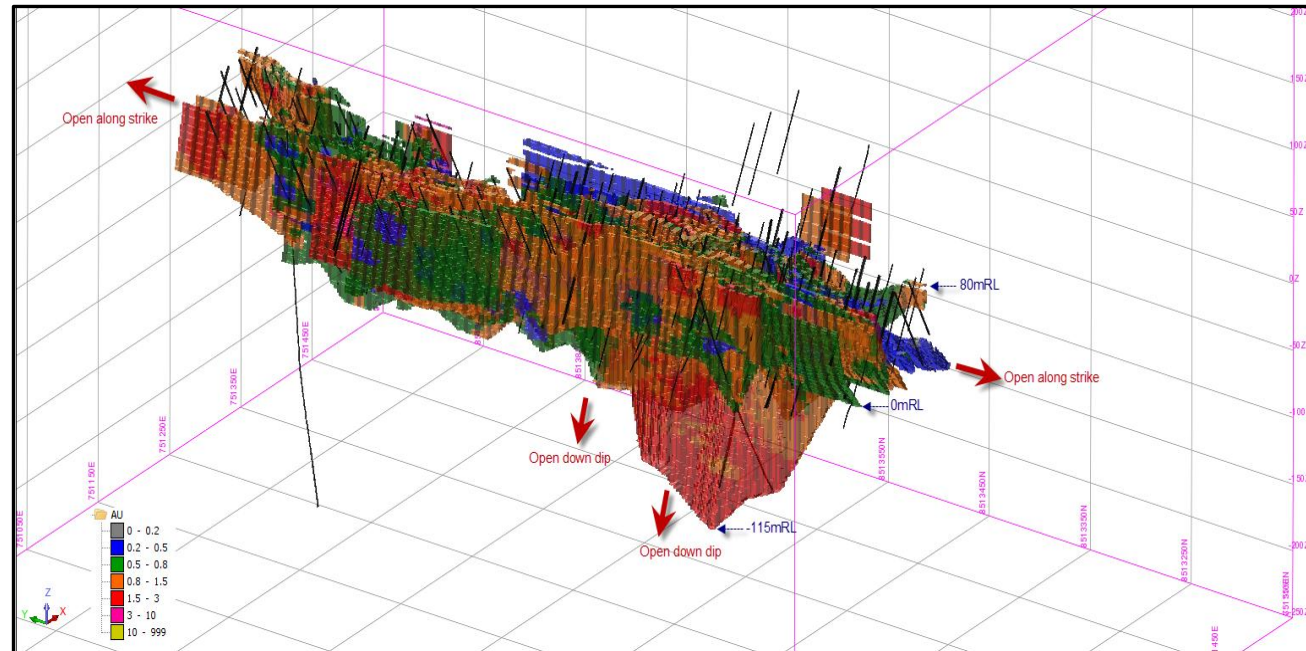 200Z
150Z
100Z
50Z
0Z
-50Z
-100Z
-150Z
-200Z
-250Z
Open along strike
80mRL
Open along strike
0mRL
Open down dip
-115mRL
Open down dip
751450E
751350E
751250E
751150E
751050E
8513550N
8513450N
8513350N
8513250N
AU
0 - 0.2
0.2 - 0.5
0.5 - 0.8
0.8 - 1.5
1.5 - 3
3 - 10
10 - 999
Z
Y
X